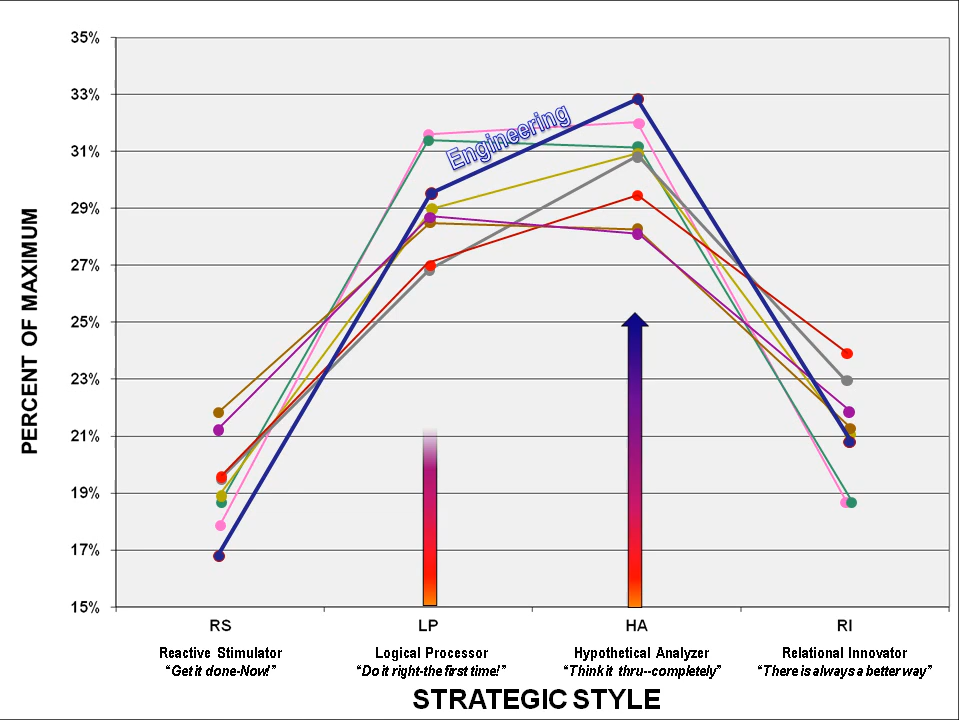 35%
33%
31%
29%
27%
25%
23%
21%
19%
17%
15%
PERCENT OF MAXIMUM
Engineering
RS LP HA RI
Reactive Stimulator Logical Processor Hypothetical Analyzer Relational Innovator
“Get it done-Now!” “Do it right-the first time!” “Think it thru--completely” “There is always a better way”
STRATEGIC STYLE